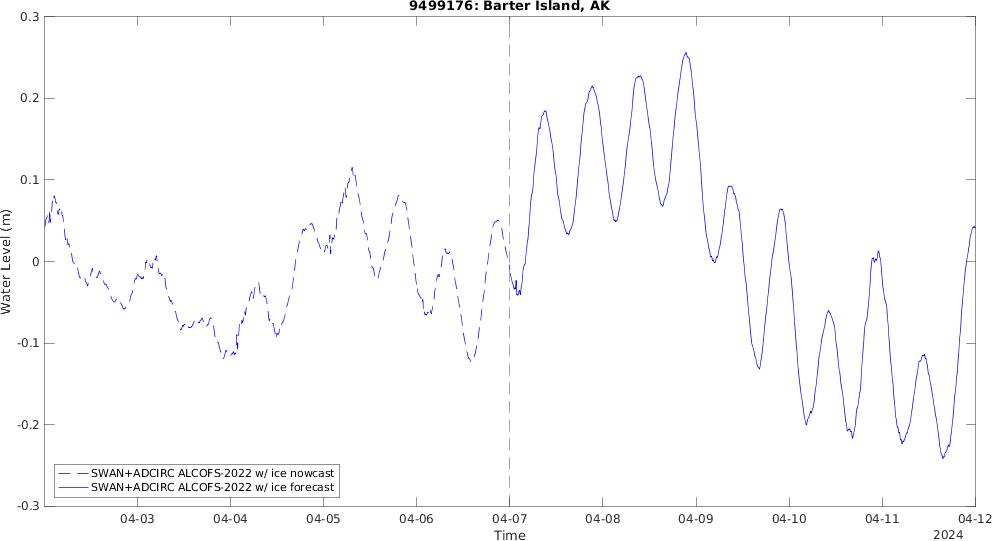 9499176: Barter Island, AK
0.3
0.2
0.1
0
-0.1
-0.2
-0.3
Water Level (m)
SWAN+ADCIRC ALCOFS-2022 w/ ice nowcast
SWAN+ADCIRC ALCOFS-2022 w/ ice forecast
04-03 04-04 04-05 04-06 04-07 04-08 04-09 04-10 04-11 04-12
Time
2024